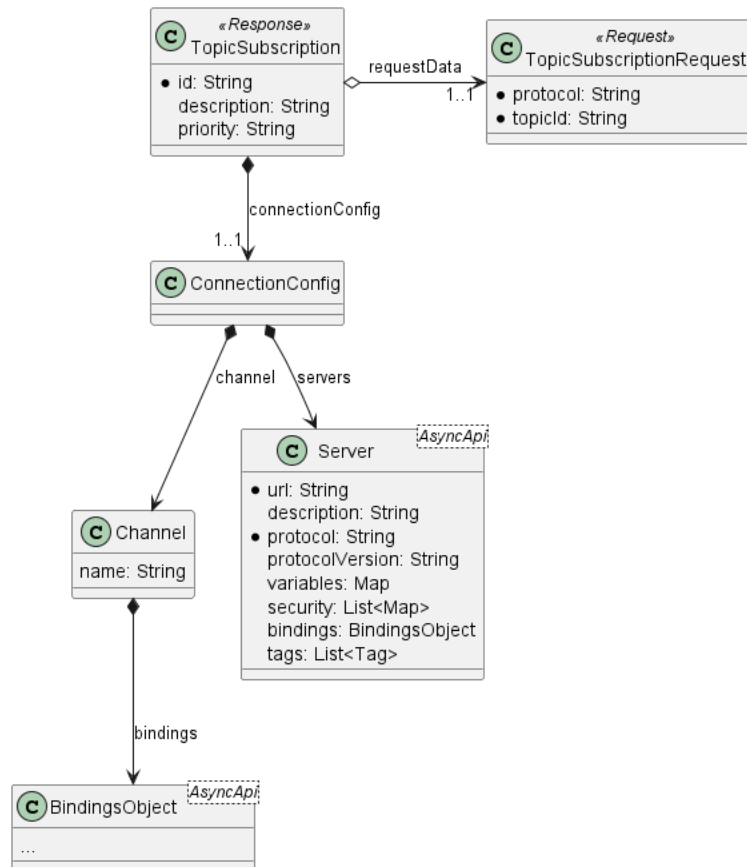 C
«Response»
TopicSubscription
● id: String
description: String
priority: String
requestData
1..1
C
«Request»
TopicSubscriptionRequest
● protocol: String
● topicId: String
connectionConfig
1..1
C ConnectionConfig
channel
servers
AsyncApi
C Server
● url: String
description: String
● protocol: String
protocolVersion: String
variables: Map
security: List<Map>
bindings: BindingsObject
tags: List<Tag>
C Channel
name: String
bindings
AsyncApi
C BindingsObject
...